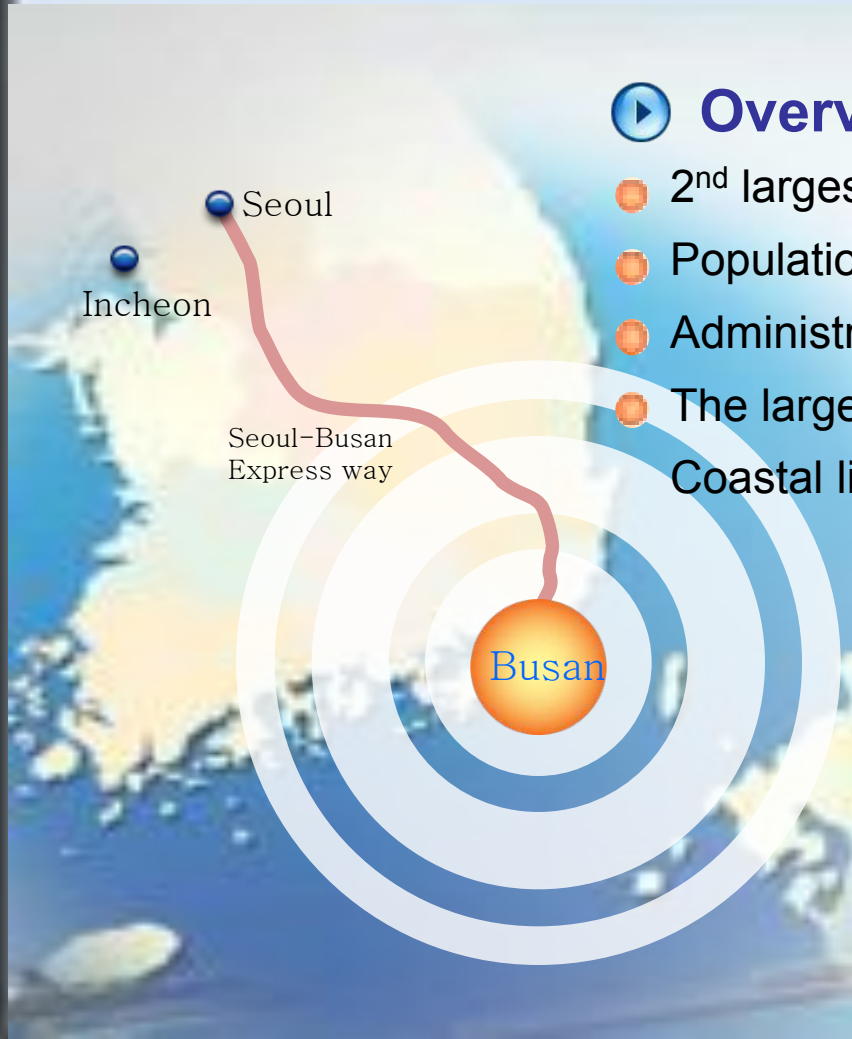 Overv
2nd larges
Populatio
Administr
The large
Coastal li
Seoul
Incheon
Seoul-Busan
Express way
Busan